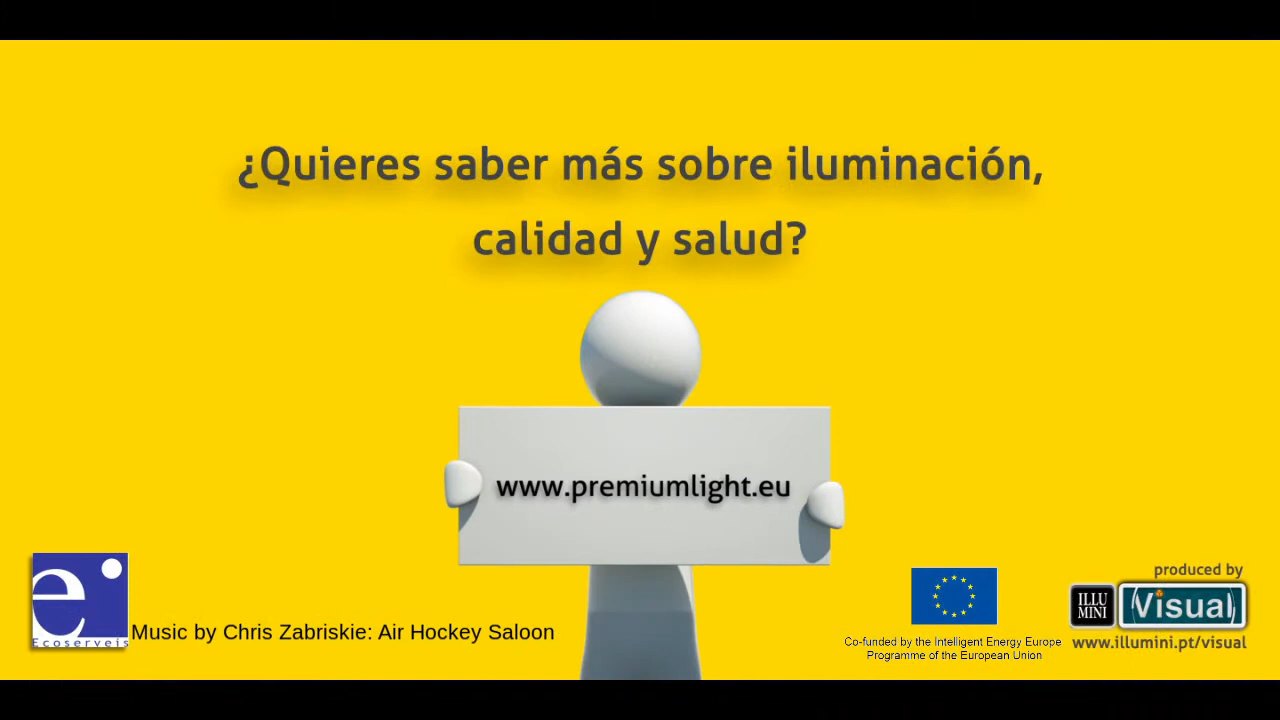 ¿Quieres saber más sobre iluminación,
calidad y salud?
www.premiumlight.eu
e
Ecoserveis
Music by Chris Zabriskie: Air Hockey Saloon
Co-funded by the Intelligent Energy Europe
Programme of the European Union
produced by
ILLU
MINI
Visual
www.illumini.pt/visual